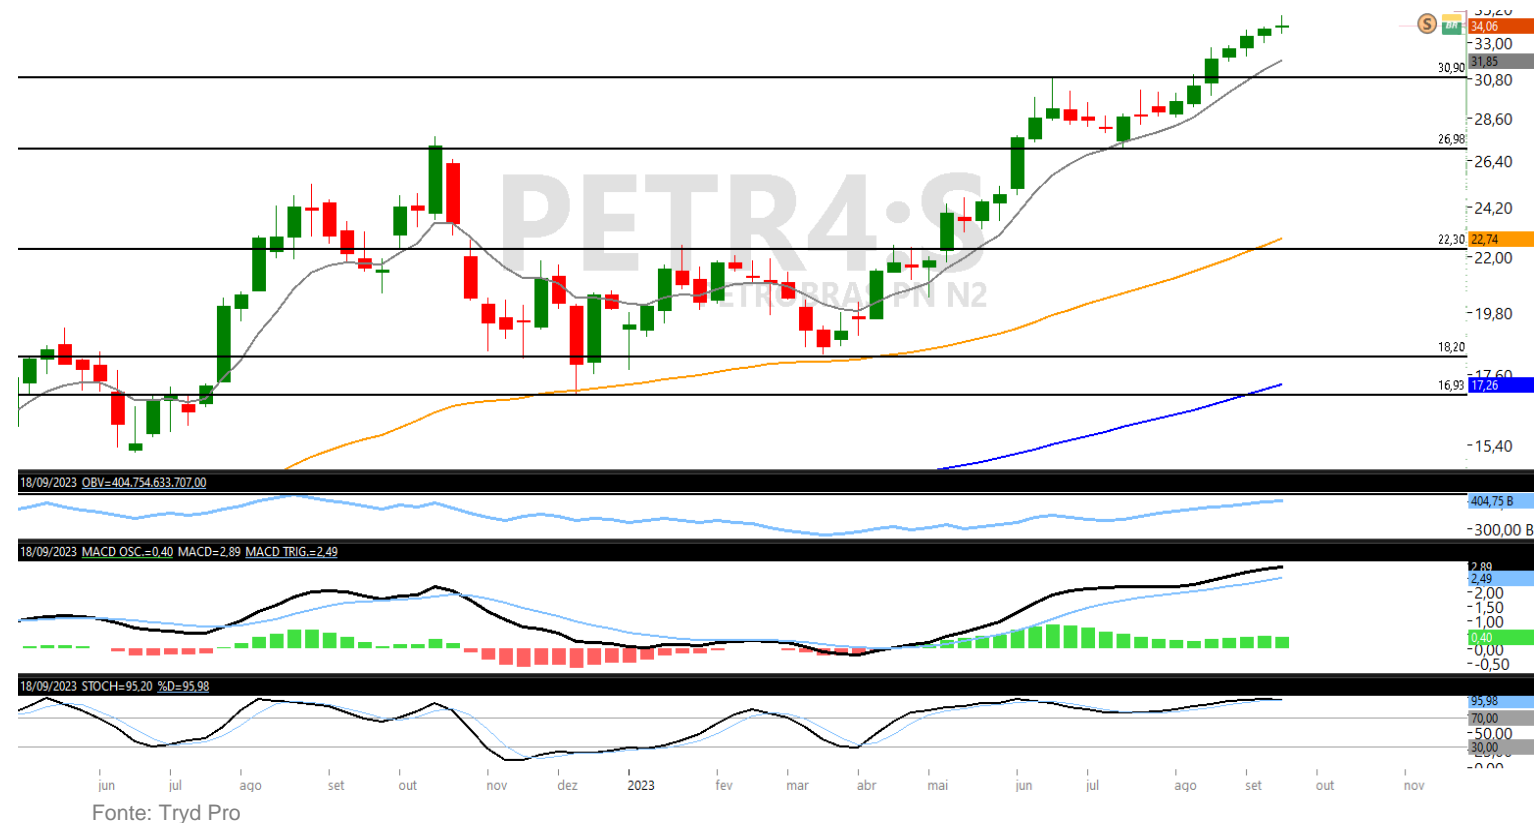 35,20
34,06
33,00
31,85
30,90
30,80
28,60
26,98
26,40
24,20
22,30
22,74
22,00
19,80
18,20
17,60
16,93
17,26
15,40
PETR4:S
PETROBRAS PN N2
S
BR
18/09/2023 OBV=404.754.633.707,00
404,75 B
300,00 B
18/09/2023 MACD OSC.=0,40 MACD=2,89 MACD TRIG.=2,49
2,89
2,49
2,00
1,50
1,00
0,40
0,00
-0,50
18/09/2023 STOCH=95,20 %D=95,98
95,98
70,00
50,00
30,00
0,00
jun jul ago set out nov dez 2023 fev mar abr mai jun jul ago set out nov
Fonte: Tryd Pro